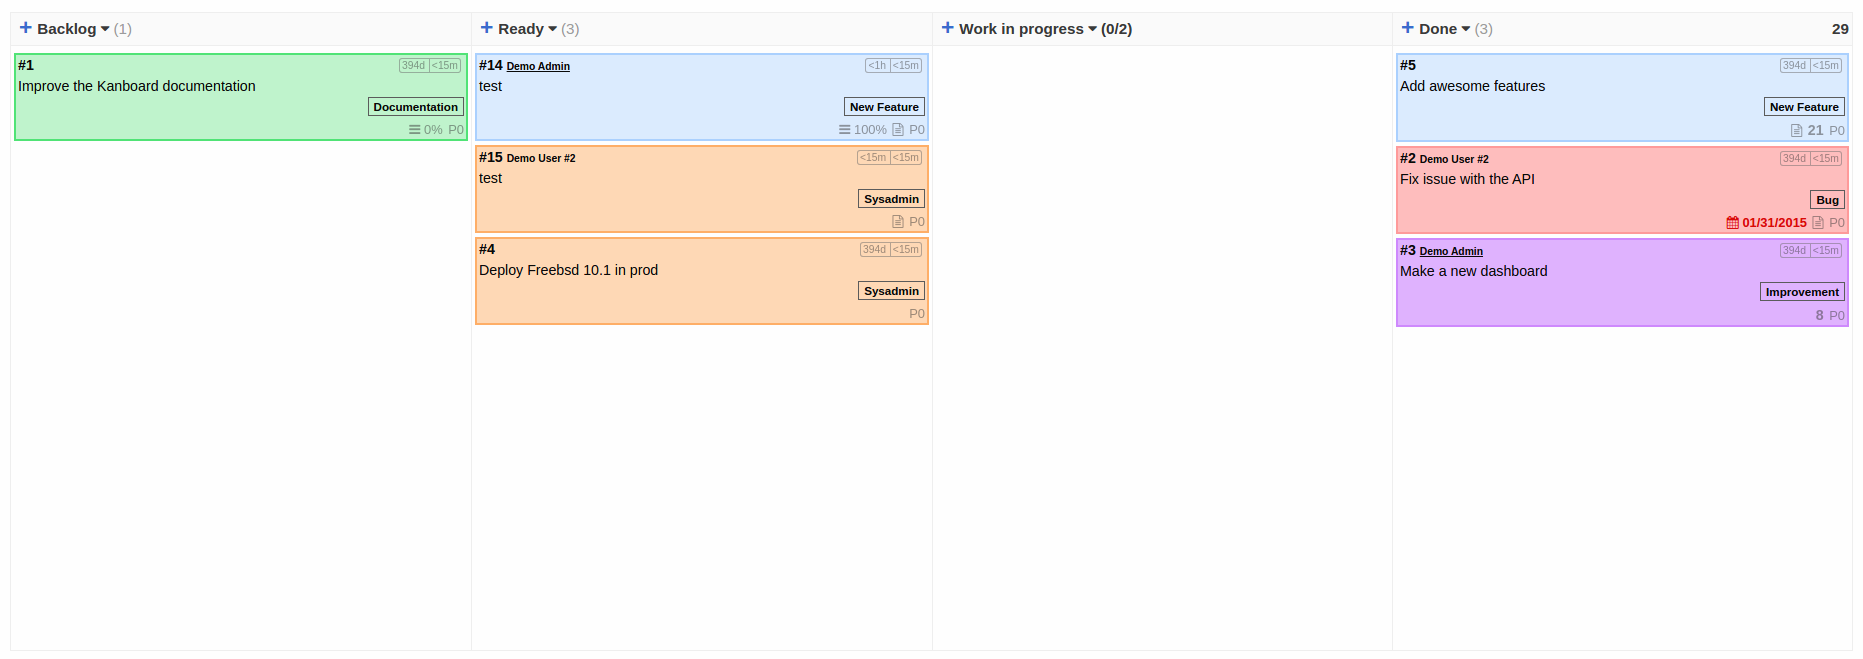 + Backlog (1)
#1 394d <15m
Improve the Kanboard documentation
Documentation
0% P0
+ Ready (3)
#14 Demo Admin <1h <15m
test
New Feature
100% P0
#15 Demo User #2 <15m <15m
test
Sysadmin
P0
#4 394d <15m
Deploy Freebsd 10.1 in prod
Sysadmin
P0
+ Work in progress (0/2)
+ Done (3) 29
#5 394d <15m
Add awesome features
New Feature
21 P0
#2 Demo User #2 394d <15m
Fix issue with the API
Bug
01/31/2015 P0
#3 Demo Admin 394d <15m
Make a new dashboard
Improvement
8 P0